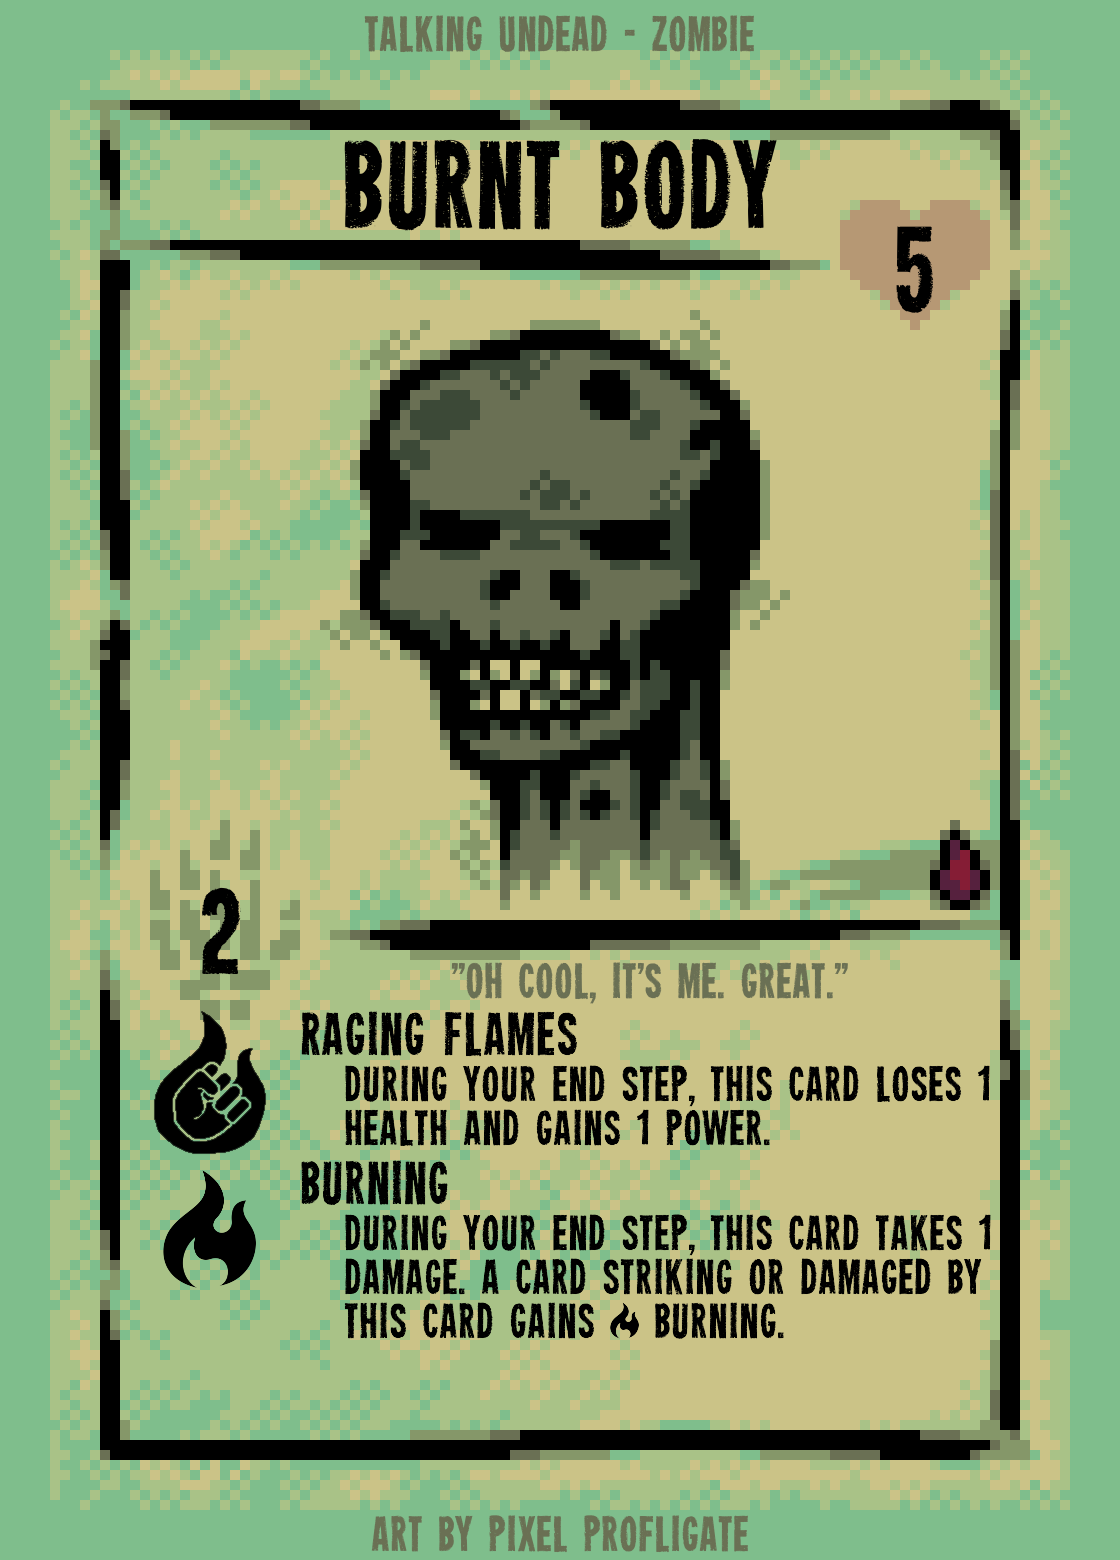 TALKING UNDEAD - ZOMBIE
BURNT BODY
5
2
"OH COOL, IT'S ME. GREAT."
RAGING FLAMES
DURING YOUR END STEP, THIS CARD LOSES 1
HEALTH AND GAINS 1 POWER.
BURNING
DURING YOUR END STEP, THIS CARD TAKES 1
DAMAGE. A CARD STRIKING OR DAMAGED BY
THIS CARD GAINS BURNING.
ART BY PIXEL PROFLIGATE